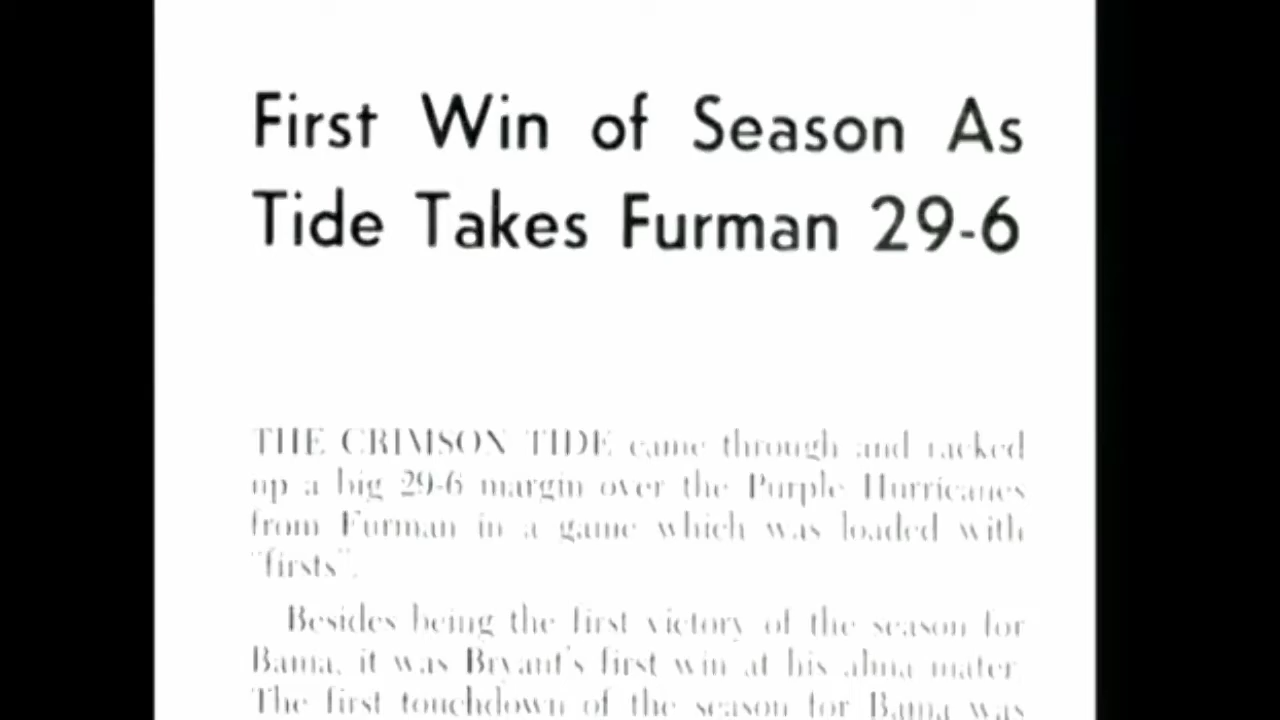 First Win of Season As
Tide Takes Furman 29-6
THE CRIMSON TIDE came through and racked
up a big 29-6 margin over the Purple Hurricanes
from Furman in a game which was loaded with
"firsts".
Besides being the first victory of the season for
Bama, it was Bryant's first win at his alma mater
The first touchdown of the season for Bama was